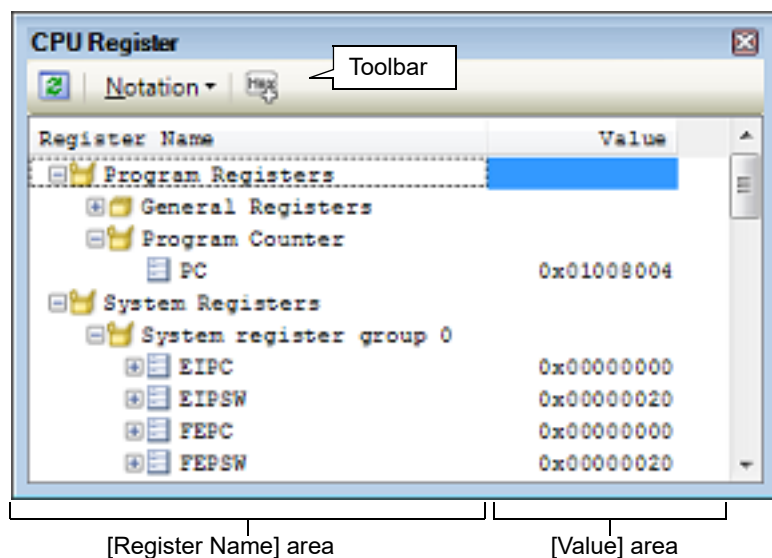 CPU Register
Toolbar
Notation
Hex
Register Name Value
Program Registers
General Registers
Program Counter
PC 0x01008004
System Registers
System register group 0
EIPC 0x00000000
EIPSW 0x00000020
FEPC 0x00000000
FEPSW 0x00000020
[Register Name] area [Value] area